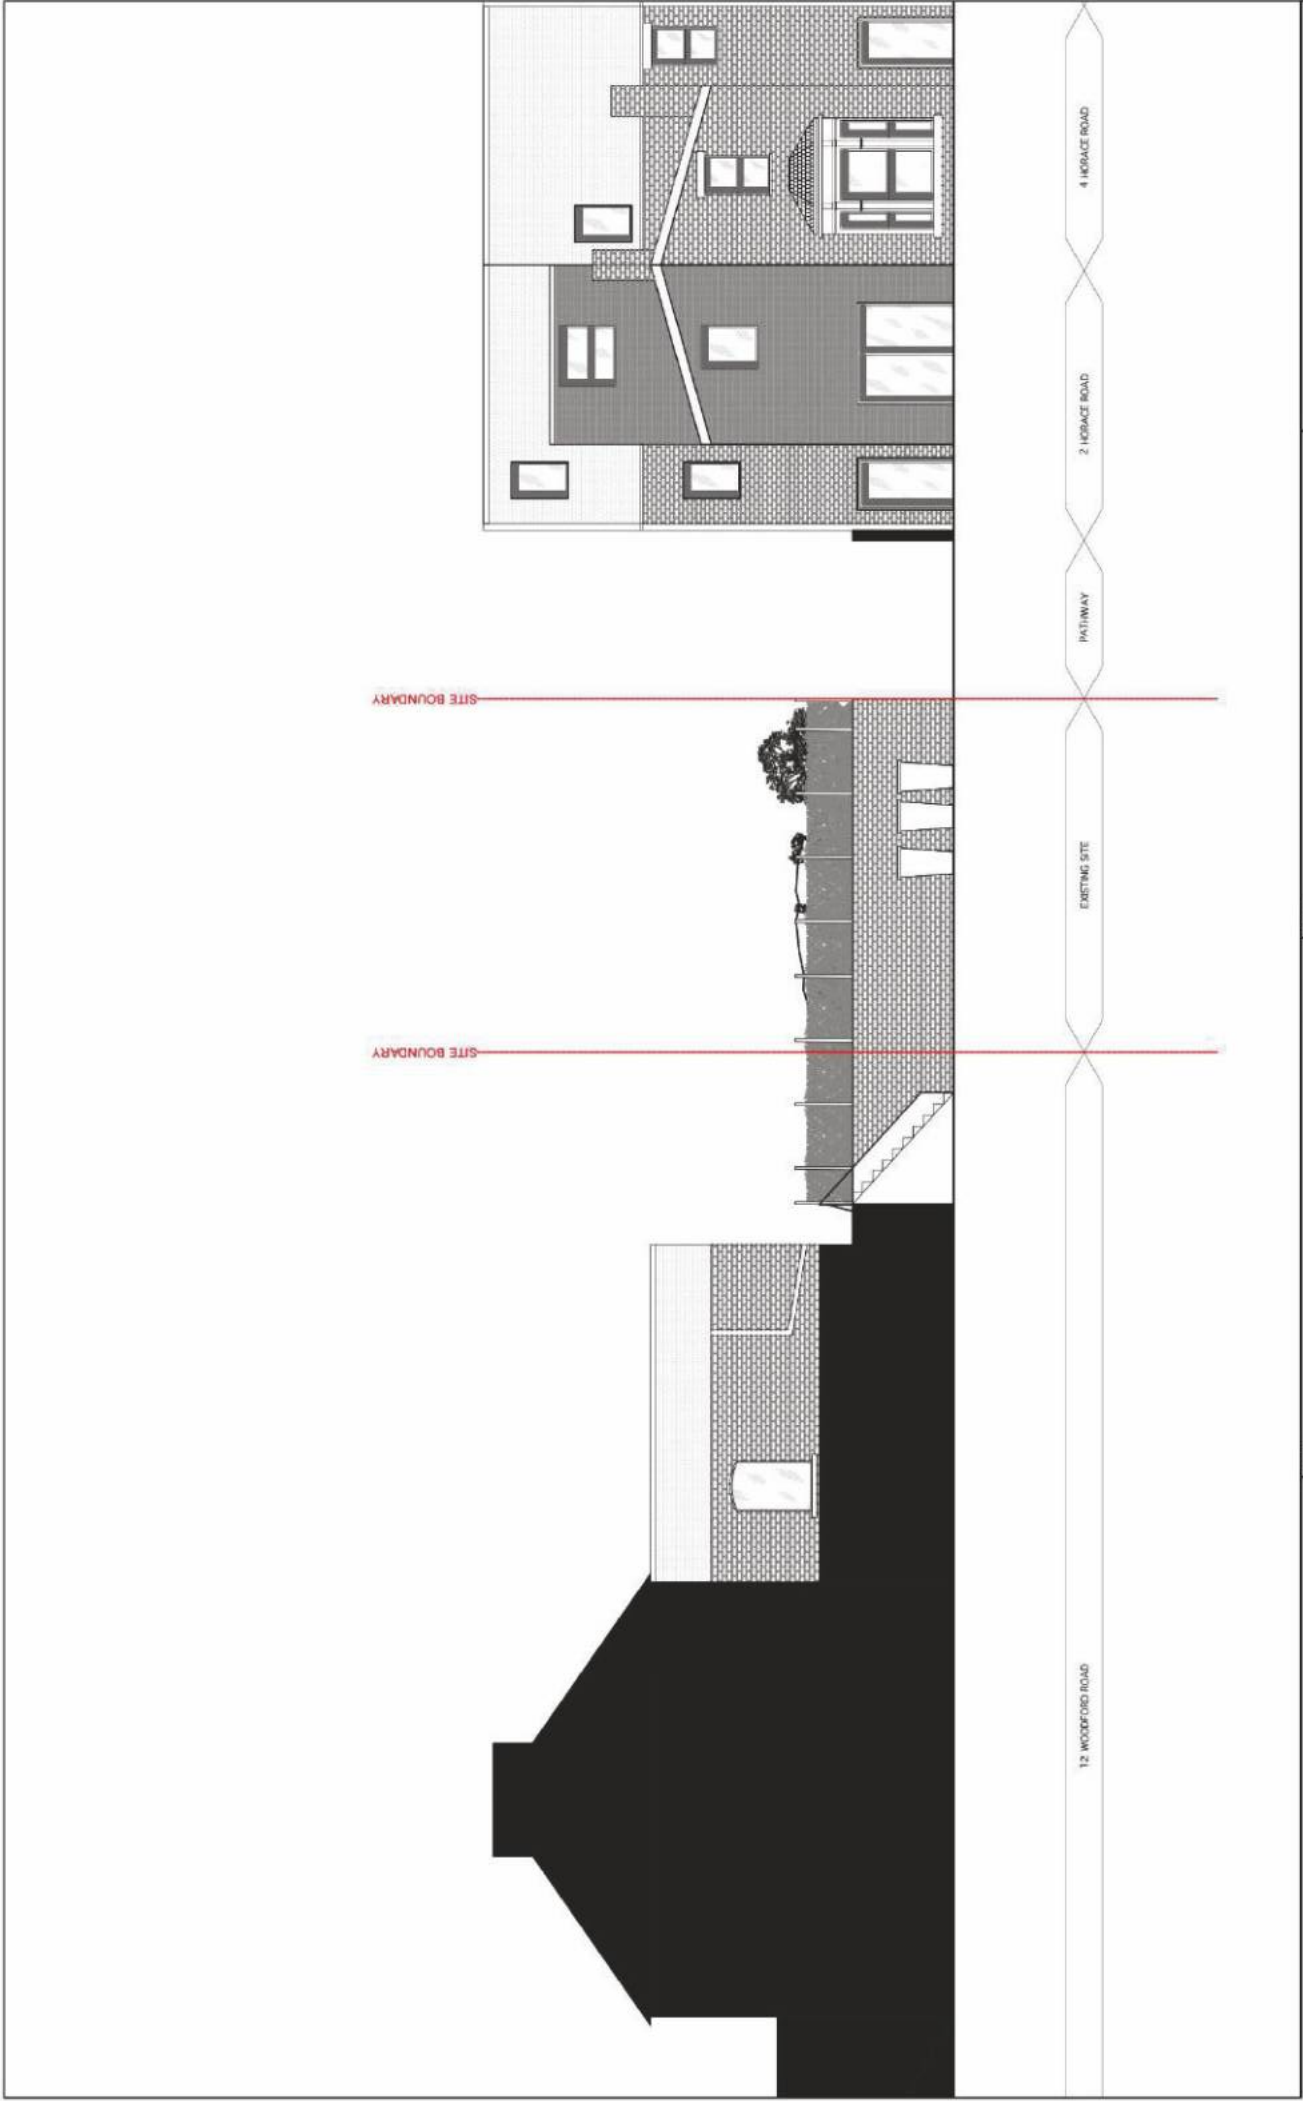 SITE BOUNDARY
SITE BOUNDARY
12 WOODFORD ROAD
EXISTING SITE
PATHWAY
2 HORACE ROAD
4 HORACE ROAD